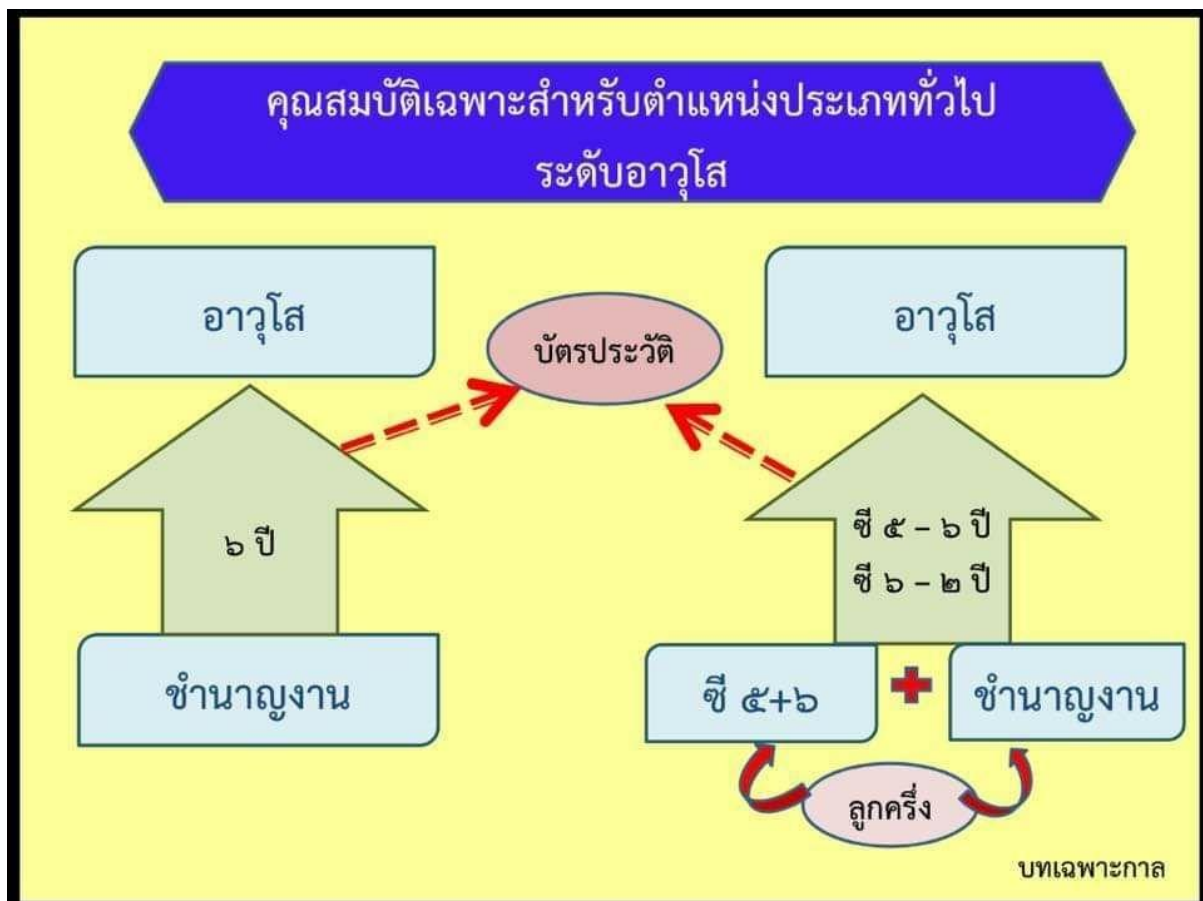 คุณสมบัติเฉพาะสำหรับตำแหน่งประเภททั่วไป
ระดับอาวุโส
อาวุโส
บัตรประวัติ
อาวุโส
๖ ปี
ซี ๕ – ๖ ปี
ซี ๖ – ๒ ปี
ชำนาญงาน
ซี ๕+๖
ชำนาญงาน
ลูกครึ่ง
บทเฉพาะกาล